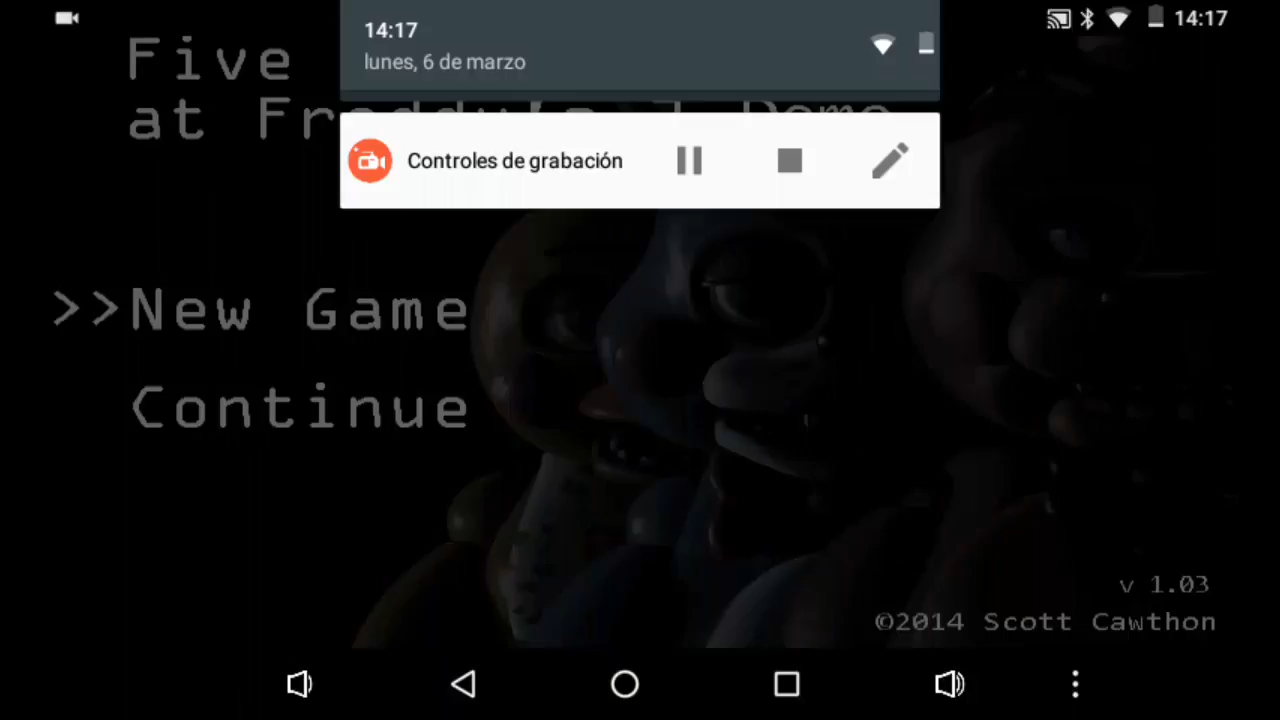 14:17
14:17
lunes, 6 de marzo
Five
at Demo
Controles de grabación
>>New Game
Continue
v 1.03
©2014 Scott Cawthon